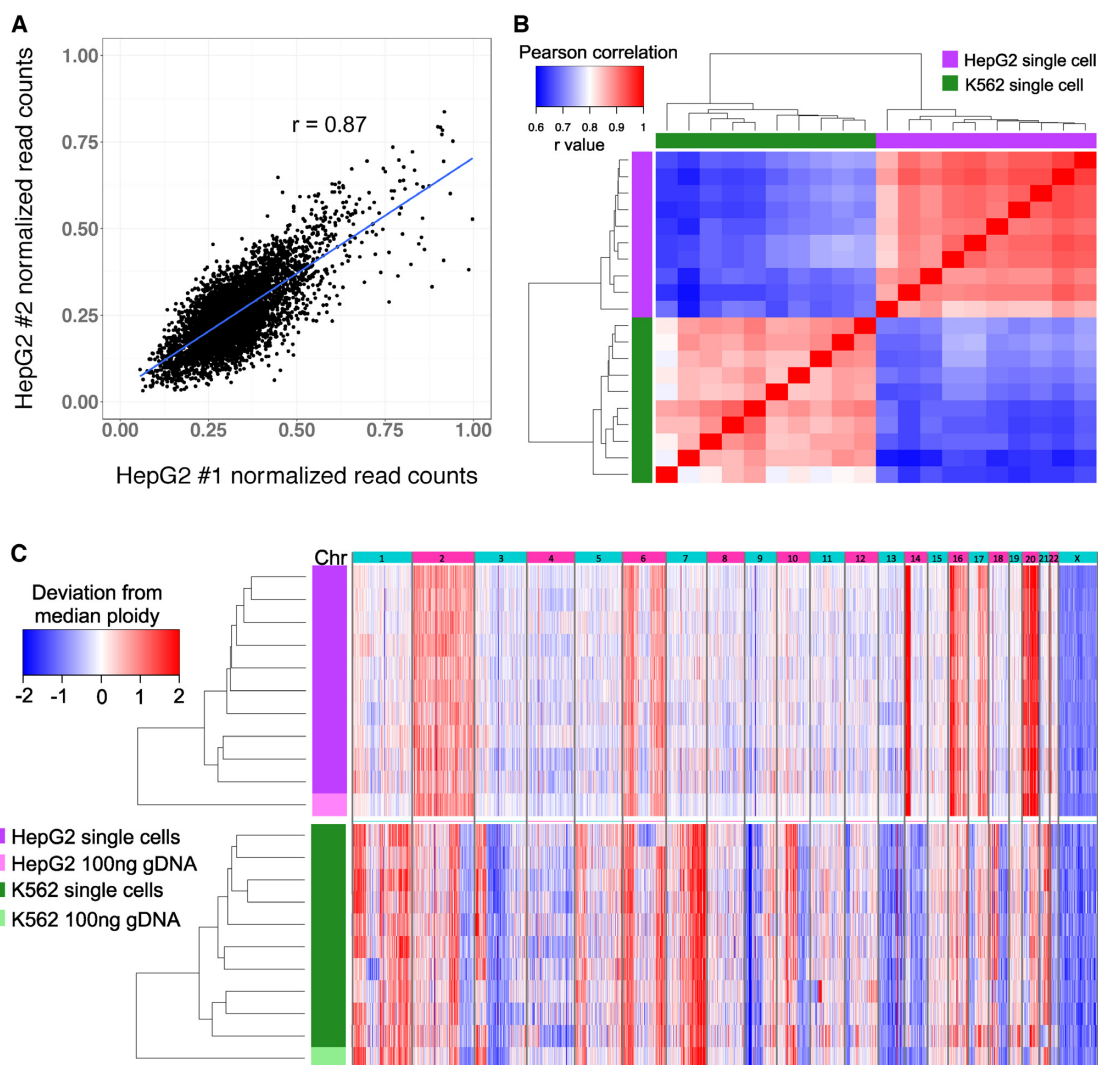 A
HepG2 #2 normalized read counts
1.00
0.75
0.50
0.25
0.00
r = 0.87
0.00 0.25 0.50 0.75 1.00
HepG2 #1 normalized read counts
B
Pearson correlation
0.6 0.7 0.8 0.9 1
r value
HepG2 single cell
K562 single cell
C
Chr
1 2 3 4 5 6 7 8 9 10 11 12 13 14 15 16 17 18 19 20 21 22 X
Deviation from
median ploidy
-2 -1 0 1 2
HepG2 single cells
HepG2 100ng gDNA
K562 single cells
K562 100ng gDNA